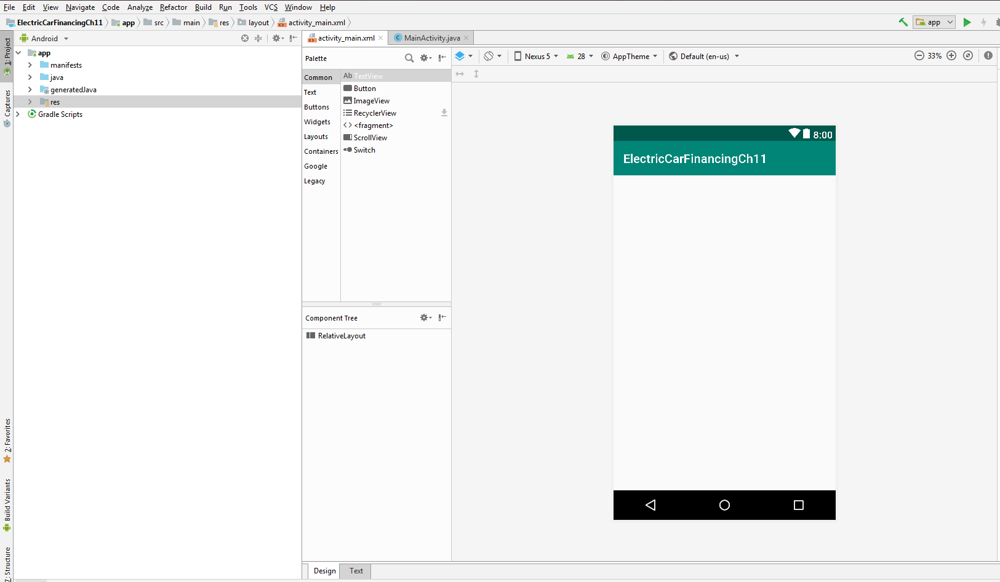 File Edit View Navigate Code Analyze Refactor Build Run Tools VCS Window Help
ElectricCarFinancingCh11 app src main res layout activity_main.xml app
1: Project
Captures
2: Favorites
Build Variants
7: Structure
Android
app
manifests
java
generatedJava
res
Gradle Scripts
activity_main.xml MainActivity.java
Palette
Common
Text
Buttons
Widgets
Layouts
Containers
Google
Legacy
Ab TextView
Button
ImageView
RecyclerView
<fragment>
ScrollView
Switch
Component Tree
RelativeLayout
Nexus 5 28 AppTheme Default (en-us) 33%
8:00
ElectricCarFinancingCh11
Design Text